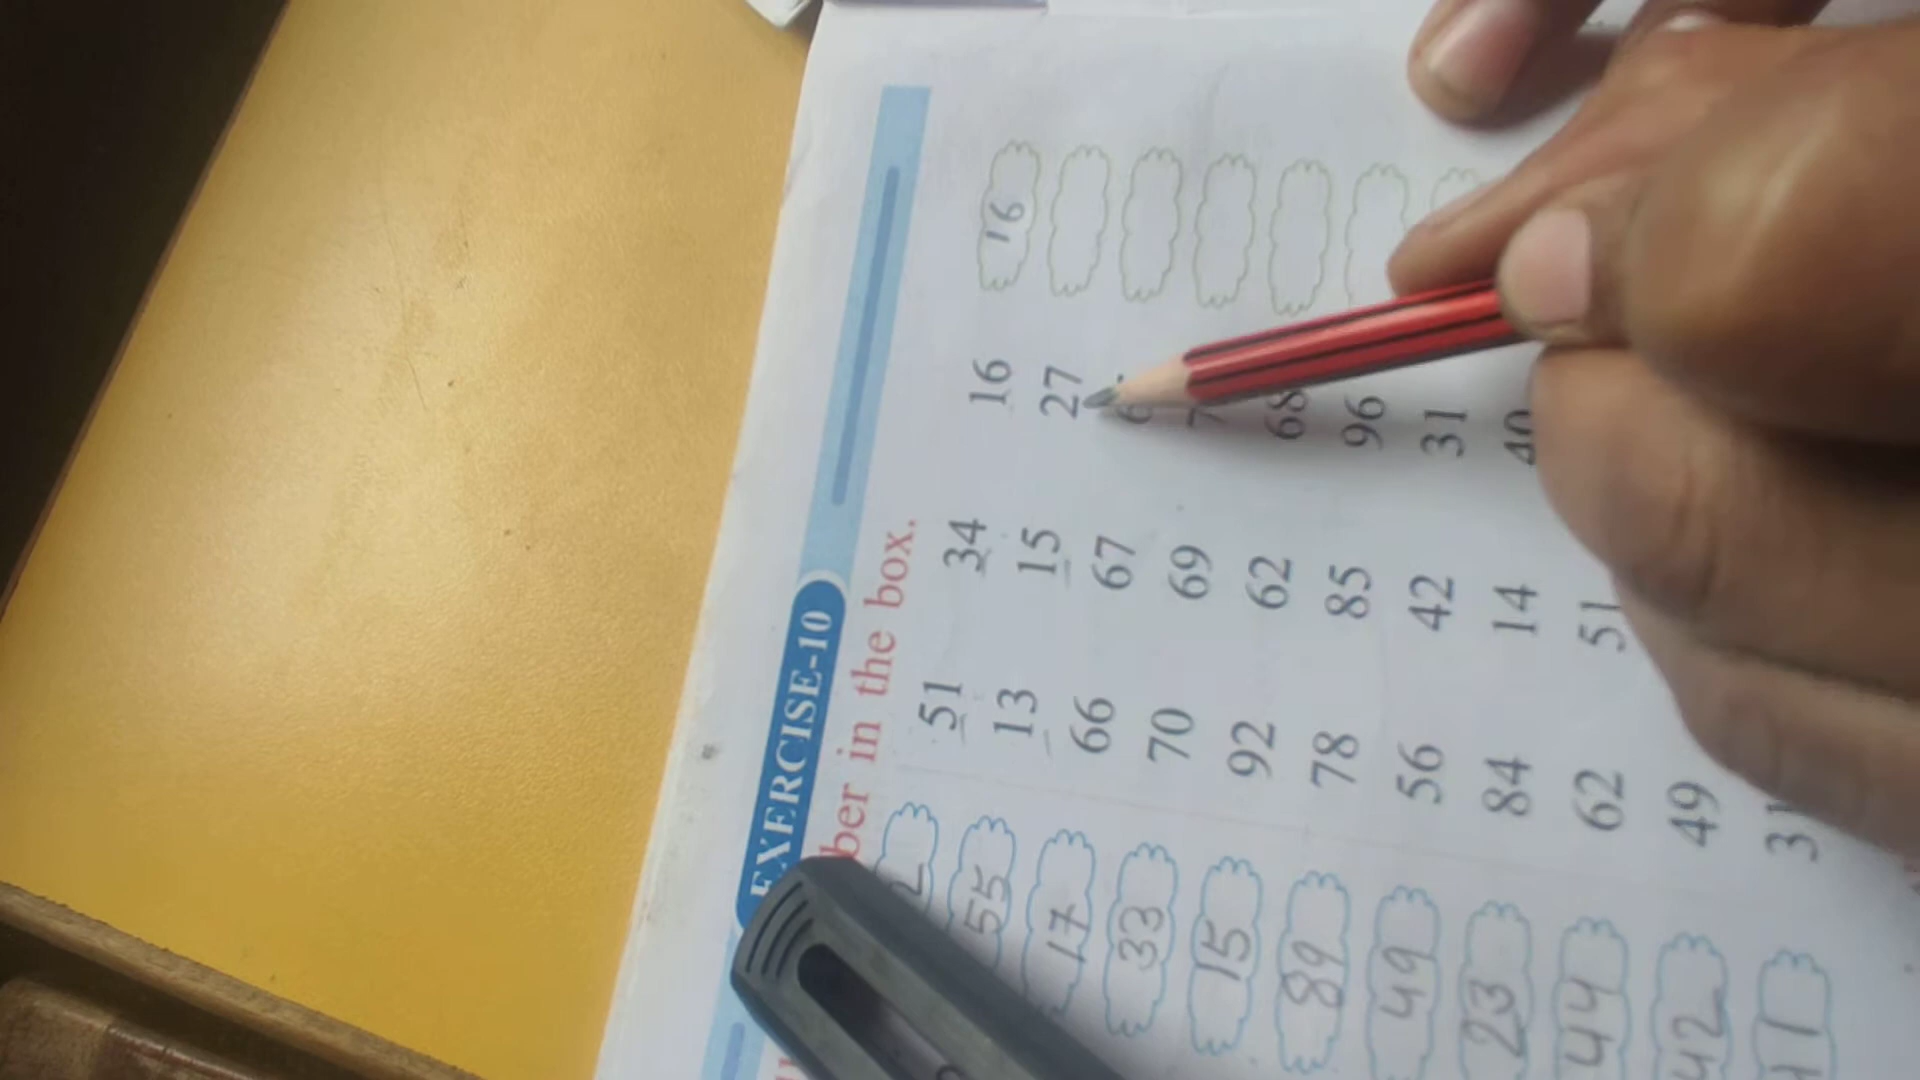 EXERCISE-10
in the box.
51 34 16 16
55 13 15 27
17 66 67
33 70 69
15 92 62 68
89 78 85 96
49 56 42 31
23 84 14 40
44 62 51
42 49
31